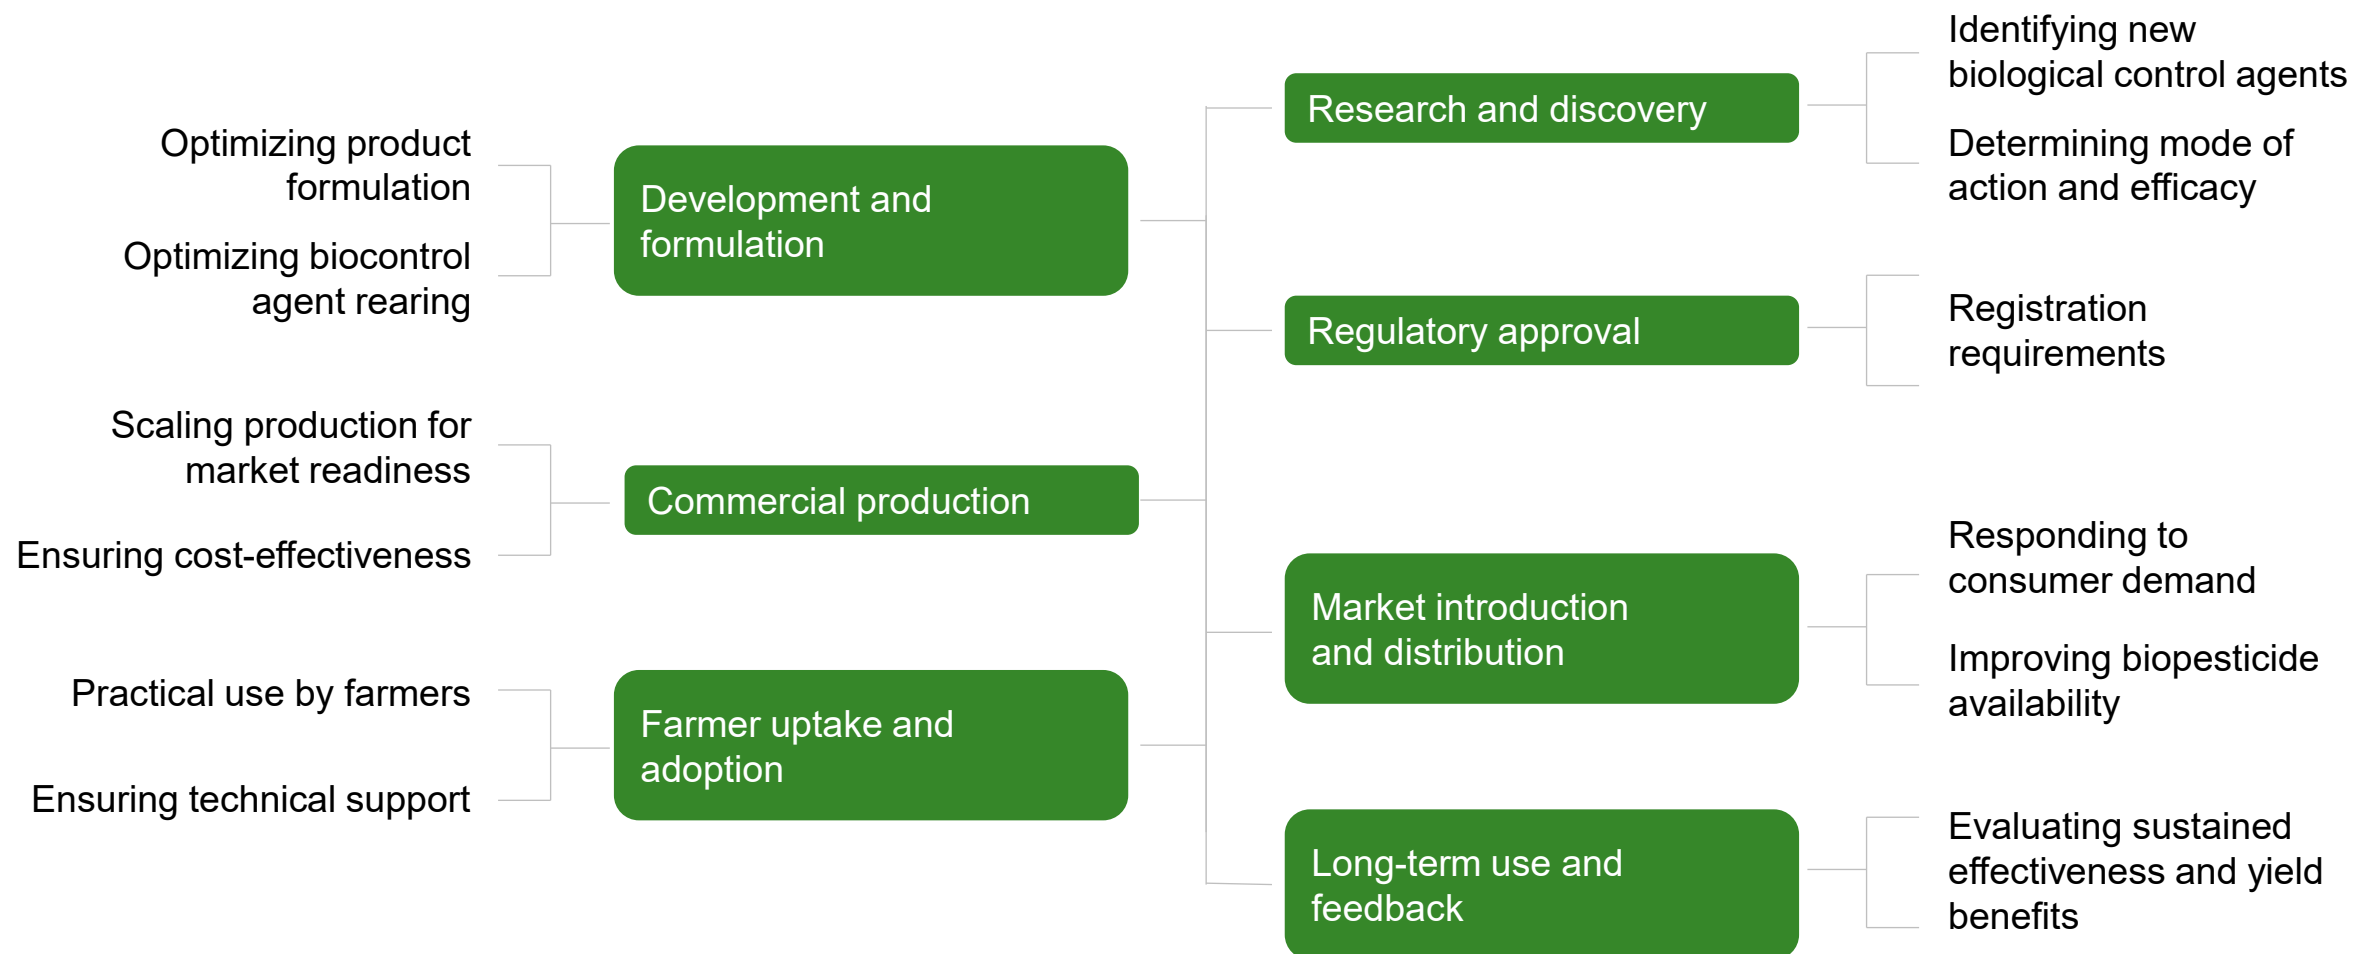 Optimizing product
formulation
Optimizing biocontrol
agent rearing
Development and
formulation
Scaling production for
market readiness
Ensuring cost-effectiveness
Commercial production
Practical use by farmers
Ensuring technical support
Farmer uptake and
adoption
Research and discovery
Identifying new
biological control agents
Determining mode of
action and efficacy
Regulatory approval
Registration
requirements
Market introduction
and distribution
Responding to
consumer demand
Improving biopesticide
availability
Long-term use and
feedback
Evaluating sustained
effectiveness and yield
benefits